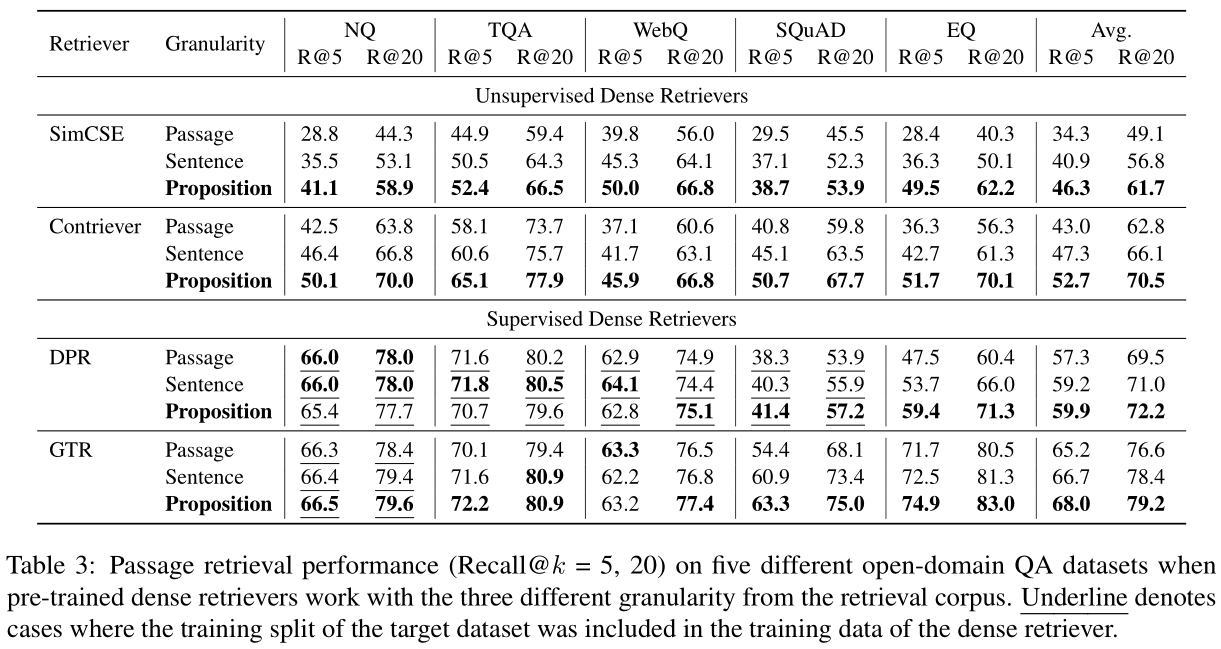 Retriever Granularity NQ TQA WebQ SQuAD EQ Avg.
R@5 R@20 R@5 R@20 R@5 R@20 R@5 R@20 R@5 R@20 R@5 R@20
Unsupervised Dense Retrievers
SimCSE Passage 28.8 44.3 44.9 59.4 39.8 56.0 29.5 45.5 28.4 40.3 34.3 49.1
Sentence 35.5 53.1 50.5 64.3 45.3 64.1 37.1 52.3 36.3 50.1 40.9 56.8
Proposition 41.1 58.9 52.4 66.5 50.0 66.8 38.7 53.9 49.5 62.2 46.3 61.7
Contriever Passage 42.5 63.8 58.1 73.7 37.1 60.6 40.8 59.8 36.3 56.3 43.0 62.8
Sentence 46.4 66.8 60.6 75.7 41.7 63.1 45.1 63.5 42.7 61.3 47.3 66.1
Proposition 50.1 70.0 65.1 77.9 45.9 66.8 50.7 67.7 51.7 70.1 52.7 70.5
Supervised Dense Retrievers
DPR Passage 66.0 78.0 71.6 80.2 62.9 74.9 38.3 53.9 47.5 60.4 57.3 69.5
Sentence 66.0 78.0 71.8 80.5 64.1 74.4 40.3 55.9 53.7 66.0 59.2 71.0
Proposition 65.4 77.7 70.7 79.6 62.8 75.1 41.4 57.2 59.4 71.3 59.9 72.2
GTR Passage 66.3 78.4 70.1 79.4 63.3 76.5 54.4 68.1 71.7 80.5 65.2 76.6
Sentence 66.4 79.4 71.6 80.9 62.2 76.8 60.9 73.4 72.5 81.3 66.7 78.4
Proposition 66.5 79.6 72.2 80.9 63.2 77.4 63.3 75.0 74.9 83.0 68.0 79.2
Table 3: Passage retrieval performance (Recall@k = 5, 20) on five different open-domain QA datasets when
pre-trained dense retrievers work with the three different granularity from the retrieval corpus. Underline denotes
cases where the training split of the target dataset was included in the training data of the dense retriever.